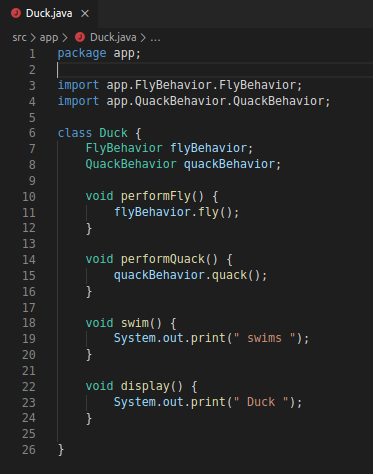 Duck.java ×
src > app > Duck.java > ...
1 package app;
2
3 import app.FlyBehavior.FlyBehavior;
4 import app.QuackBehavior.QuackBehavior;
5
6 class Duck {
7     FlyBehavior flyBehavior;
8     QuackBehavior quackBehavior;
9
10     void performFly() {
11         flyBehavior.fly();
12     }
13
14     void performQuack() {
15         quackBehavior.quack();
16     }
17
18     void swim() {
19         System.out.print(" swims ");
20     }
21
22     void display() {
23         System.out.print(" Duck ");
24     }
25
26 }